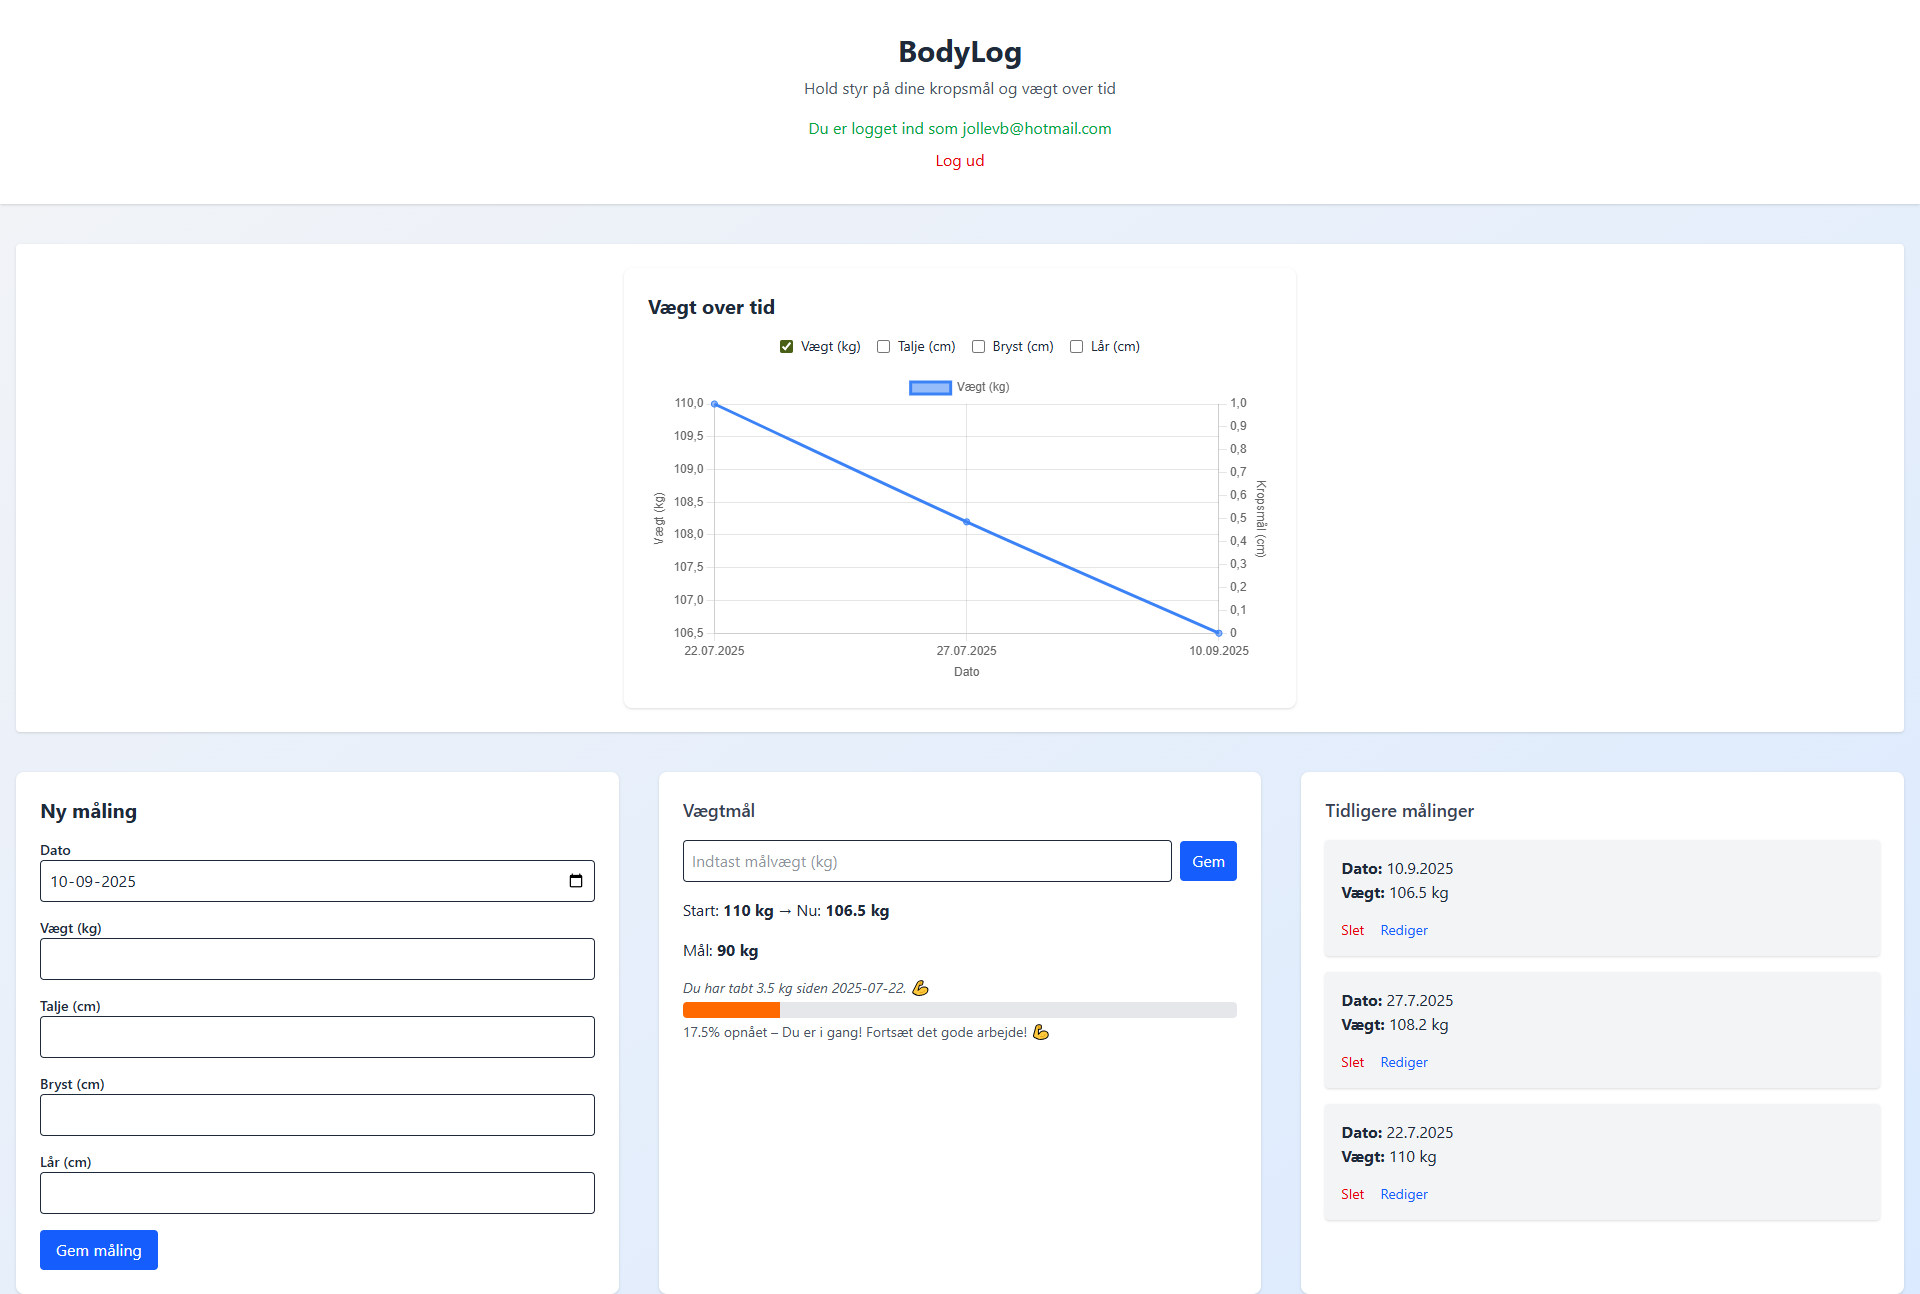 BodyLog
Hold styr på dine kropsmål og vægt over tid
Du er logget ind som jollevb@hotmail.com
Log ud
Vægt over tid
Vægt (kg) Talje (cm) Bryst (cm) Lår (cm)
Vægt (kg)
110,0
109,5
109,0
108,5
108,0
107,5
107,0
106,5
Vægt (kg)
1,0
0,9
0,8
0,7
0,6
0,5
0,4
0,3
0,2
0,1
0
Kropsmål (cm)
22.07.2025 27.07.2025 10.09.2025
Dato
Ny måling
Dato
10-09-2025
Vægt (kg)
Talje (cm)
Bryst (cm)
Lår (cm)
Gem måling
Vægtmål
Indtast målvægt (kg) Gem
Start: 110 kg → Nu: 106.5 kg
Mål: 90 kg
Du har tabt 3.5 kg siden 2025-07-22. 💪
17.5% opnået – Du er i gang! Fortsæt det gode arbejde! 💪
Tidligere målinger
Dato: 10.9.2025
Vægt: 106.5 kg
Slet Rediger
Dato: 27.7.2025
Vægt: 108.2 kg
Slet Rediger
Dato: 22.7.2025
Vægt: 110 kg
Slet Rediger